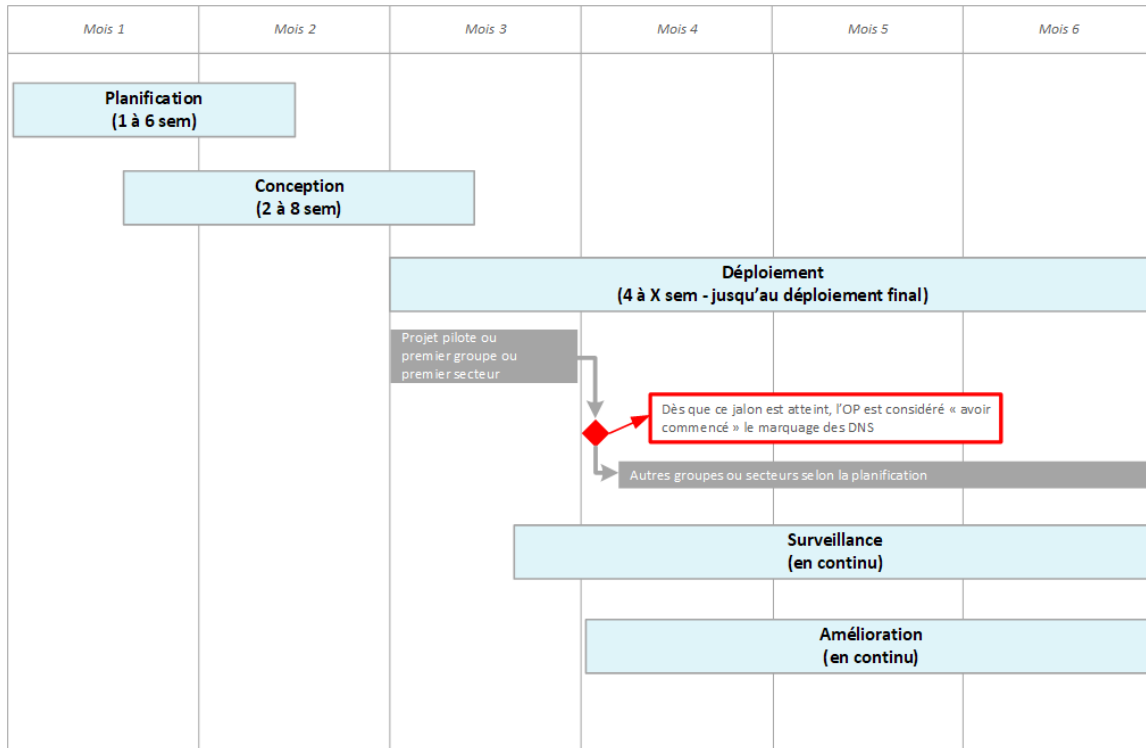 Mois 1
Mois 2
Mois 3
Mois 4
Mois 5
Mois 6
Planification
(1 à 6 sem)
Conception
(2 à 8 sem)
Déploiement
(4 à X sem - jusqu’au déploiement final)
Projet pilote ou
premier groupe ou
premier secteur
Dès que ce jalon est atteint, l’OP est considéré « avoir
commencé » le marquage des DNS
Autres groupes ou secteurs selon la planification
Surveillance
(en continu)
Amélioration
(en continu)